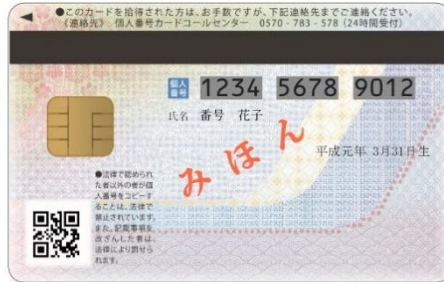 ●このカードを拾得された方は、お手数ですが、下記連絡先までご連絡ください。
《連絡先》 個人番号カードコールセンター 0570-783-578 (24時間受付)
個人番号 1234 5678 9012
氏名 番号 花子
平成元年 3月31日生
みほん
●法律で認められ
た者以外の者が個
人番号をコピーす
ることは、法律で
禁止されています。
また、記載事項を
改ざんした者は、
法律により罰せら
れます。